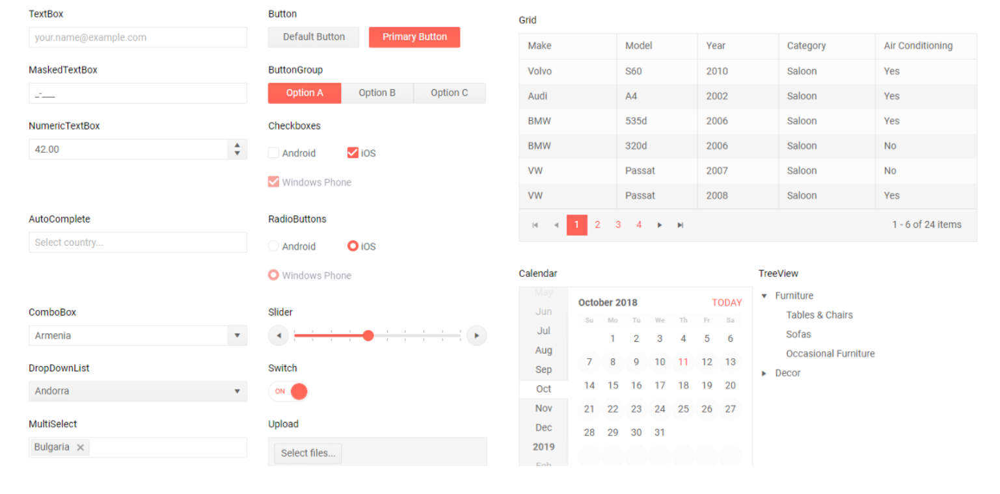 TextBox
your.name@example.com
MaskedTextBox
_-___
NumericTextBox
42.00
AutoComplete
Select country...
ComboBox
Armenia
DropDownList
Andorra
MultiSelect
Bulgaria
Button
Default Button Primary Button
ButtonGroup
Option A Option B Option C
Checkboxes
Android iOS
Windows Phone
RadioButtons
Android iOS
Windows Phone
Slider
Switch
ON
Upload
Select files...
Grid
Make Model Year Category Air Conditioning
Volvo S60 2010 Saloon Yes
Audi A4 2002 Saloon Yes
BMW 535d 2006 Saloon Yes
BMW 320d 2006 Saloon No
VW Passat 2007 Saloon No
VW Passat 2008 Saloon Yes
1 2 3 4 1 - 6 of 24 items
Calendar
May
Jun
Jul
Aug
Sep
Oct
Nov
Dec
2019
Feb
October 2018 TODAY
Su Mo Tu We Th Fr Sa
1 2 3 4 5 6
7 8 9 10 11 12 13
14 15 16 17 18 19 20
21 22 23 24 25 26 27
28 29 30 31
TreeView
Furniture
Tables & Chairs
Sofas
Occasional Furniture
Decor